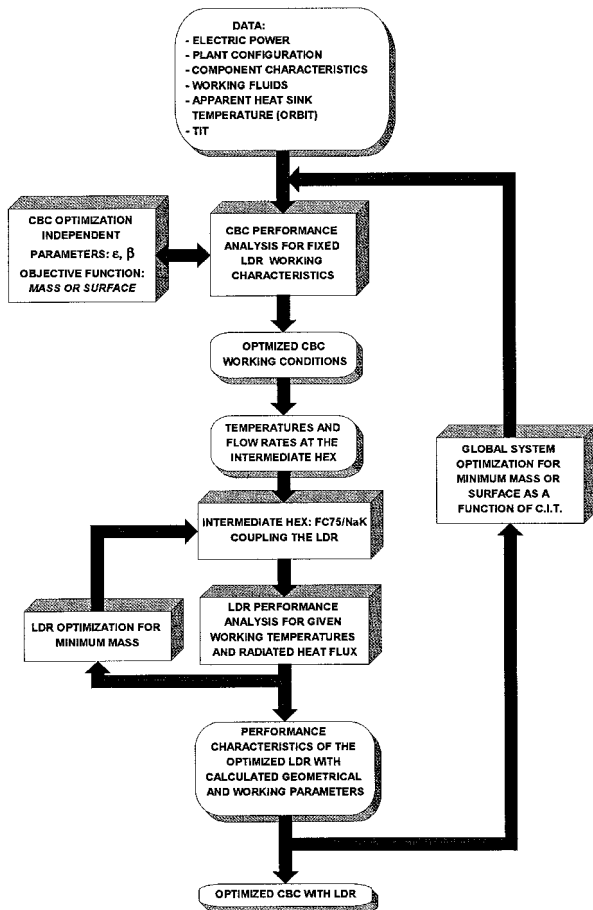 DATA:
- ELECTRIC POWER
- PLANT CONFIGURATION
- COMPONENT CHARACTERISTICS
- WORKING FLUIDS
- APPARENT HEAT SINK
TEMPERATURE (ORBIT)
- TIT
CBC OPTIMIZATION
INDEPENDENT
PARAMETERS: ε, β
OBJECTIVE FUNCTION:
MASS OR SURFACE
CBC PERFORMANCE
ANALYSIS FOR FIXED
LDR WORKING
CHARACTERISTICS
OPTIMIZED CBC
WORKING CONDITIONS
TEMPERATURES AND
FLOW RATES AT THE
INTERMEDIATE HEX
GLOBAL SYSTEM
OPTIMIZATION FOR
MINIMUM MASS OR
SURFACE AS A
FUNCTION OF C.I.T.
INTERMEDIATE HEX: FC75/NaK
COUPLING THE LDR
LDR OPTIMIZATION FOR
MINIMUM MASS
LDR PERFORMANCE
ANALYSIS FOR GIVEN
WORKING TEMPERATURES
AND RADIATED HEAT FLUX
PERFORMANCE
CHARACTERISTICS OF THE
OPTIMIZED LDR WITH
CALCULATED GEOMETRICAL
AND WORKING PARAMETERS
OPTIMIZED CBC WITH LDR